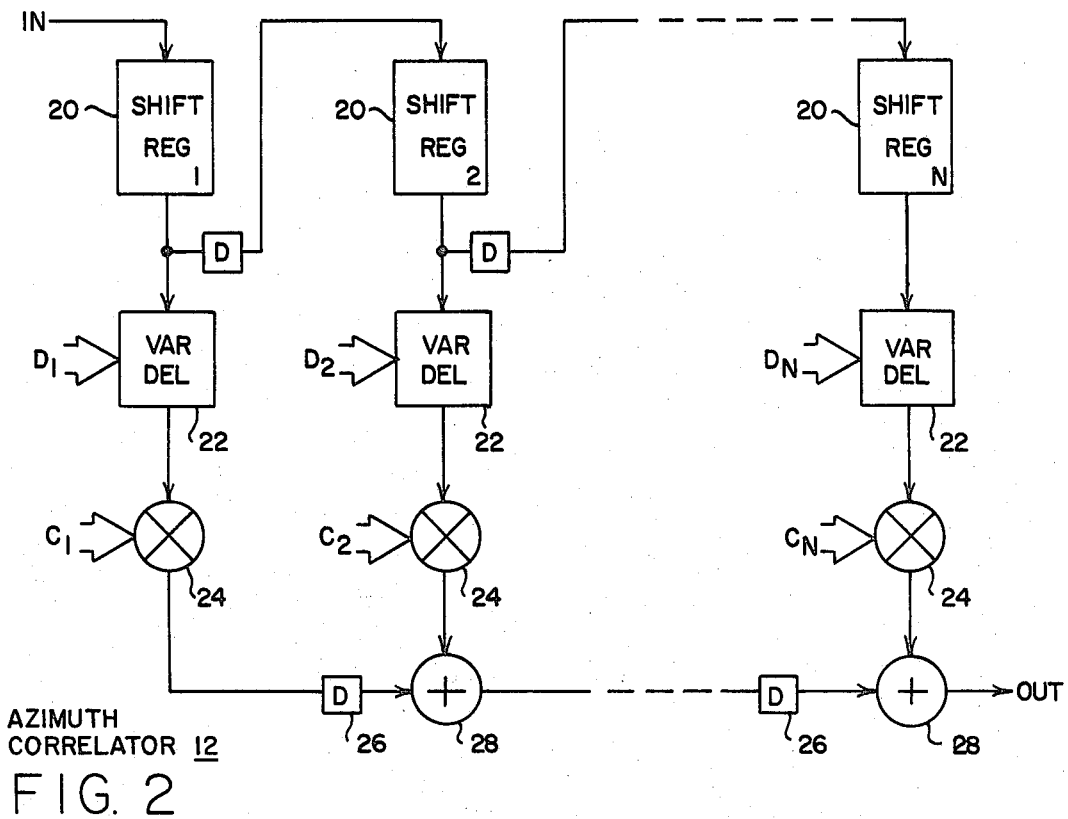 IN
20
SHIFT
REG
1
20
SHIFT
REG
2
20
SHIFT
REG
N
D
D
D1
VAR
DEL
22
D2
VAR
DEL
22
DN
VAR
DEL
22
C1
24
C2
24
CN
24
D
26
+
28
D
26
+
28
OUT
AZIMUTH
CORRELATOR 12
FIG. 2